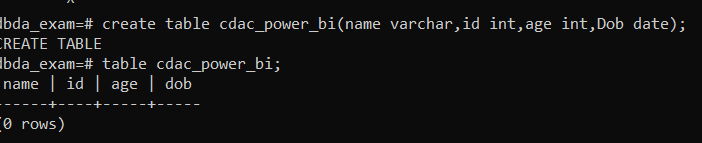 dbda_exam=# create table cdac_power_bi(name varchar,id int,age int,Dob date);
CREATE TABLE
dbda_exam=# table cdac_power_bi;
name | id | age | dob
------+----+-----+-----
(0 rows)